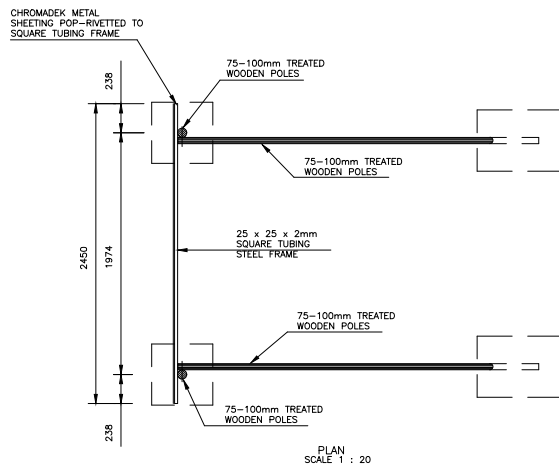 CHROMADEK METAL
SHEETING POP-RIVETTED TO
SQUARE TUBING FRAME
75-100mm TREATED
WOODEN POLES
238
75-100mm TREATED
WOODEN POLES
25 x 25 x 2mm
SQUARE TUBING
STEEL FRAME
2450
1974
75-100mm TREATED
WOODEN POLES
75-100mm TREATED
WOODEN POLES
238
PLAN
SCALE 1 : 20